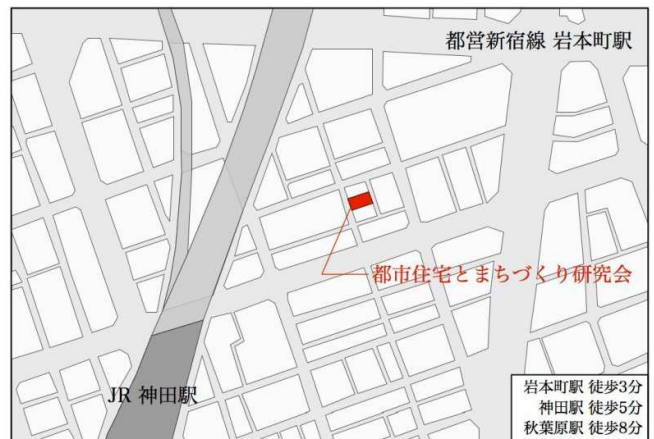 都営新宿線 岩本町駅
都市住宅とまちづくり研究会
JR 神田駅
岩本町駅 徒歩3分
神田駅 徒歩5分
秋葉原駅 徒歩8分